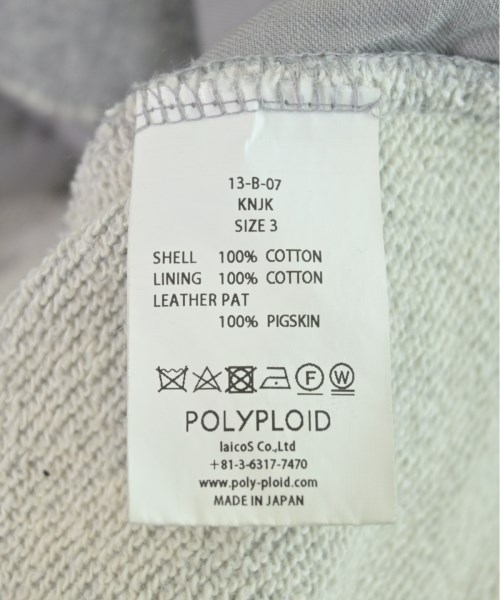 13-B-07
KNJK
SIZE 3
SHELL 100% COTTON
LINING 100% COTTON
LEATHER PAT
100% PIGSKIN
F W
POLYPLOID
laicoS Co.,Ltd
+81-3-6317-7470
www.poly-ploid.com
MADE IN JAPAN